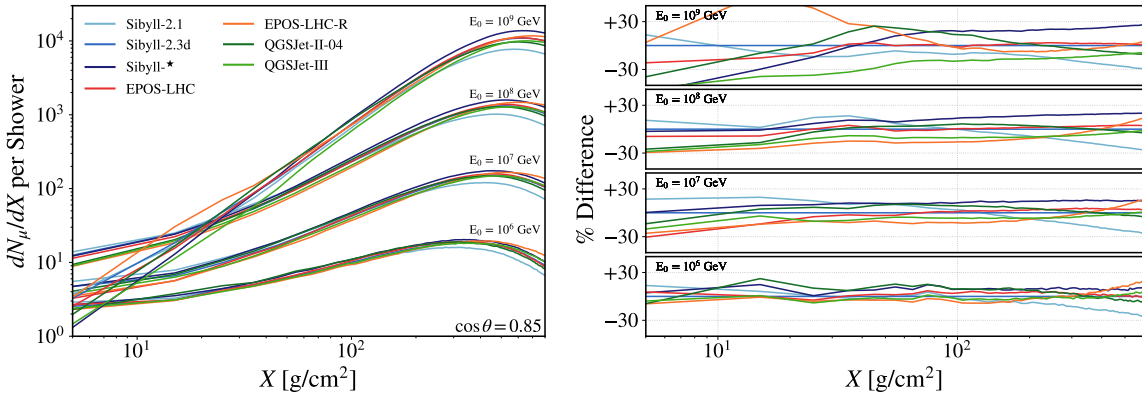 Sibyll-2.1
Sibyll-2.3d
Sibyll-★
EPOS-LHC
EPOS-LHC-R
QGSJet-II-04
QGSJet-III
E₀ = 10⁹ GeV
E₀ = 10⁸ GeV
E₀ = 10⁷ GeV
E₀ = 10⁶ GeV
cos θ = 0.85
10⁴
10³
10²
10¹
10⁰
dN_μ/dX per Shower
10¹
10²
X [g/cm²]
E₀ = 10⁹ GeV
+30
−30
E₀ = 10⁸ GeV
+30
−30
E₀ = 10⁷ GeV
+30
−30
E₀ = 10⁶ GeV
+30
−30
% Difference
10¹
10²
X [g/cm²]